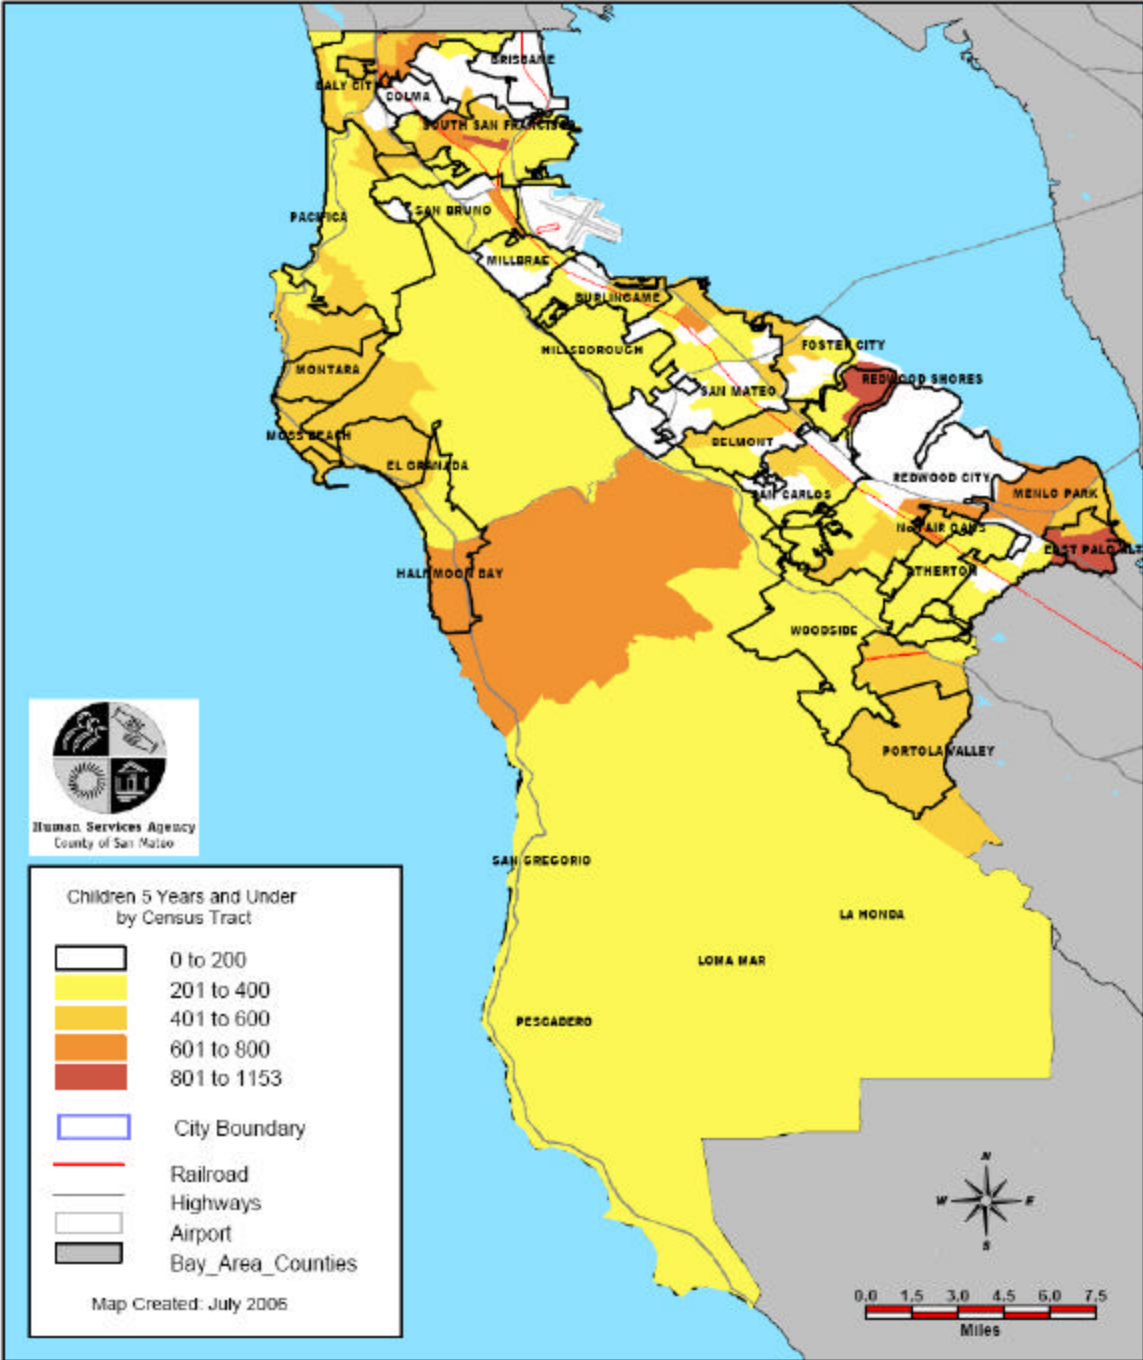 BRISBANE
DALY CITY
COLMA
SOUTH SAN FRANCISCO
PACIFICA
SAN BRUNO
MILLBRAE
BURLINGAME
HILLSBOROUGH
FOSTER CITY
REDWOOD SHORES
MONTARA
SAN MATEO
MOSS BEACH
BELMONT
EL GRANADA
REDWOOD CITY
SAN CARLOS
MENLO PARK
No. FAIR OAKS
EAST PALO ALT
HALF MOON BAY
ATHERTON
WOODSIDE
PORTOLA VALLEY
SAN GREGORIO
LA HONDA
LOMA MAR
PESCADERO
Human Services Agency
County of San Mateo
Children 5 Years and Under
by Census Tract
0 to 200
201 to 400
401 to 600
601 to 800
801 to 1153
City Boundary
Railroad
Highways
Airport
Bay_Area_Counties
Map Created: July 2006
N
W E
S
0.0 1.5 3.0 4.5 6.0 7.5
Miles